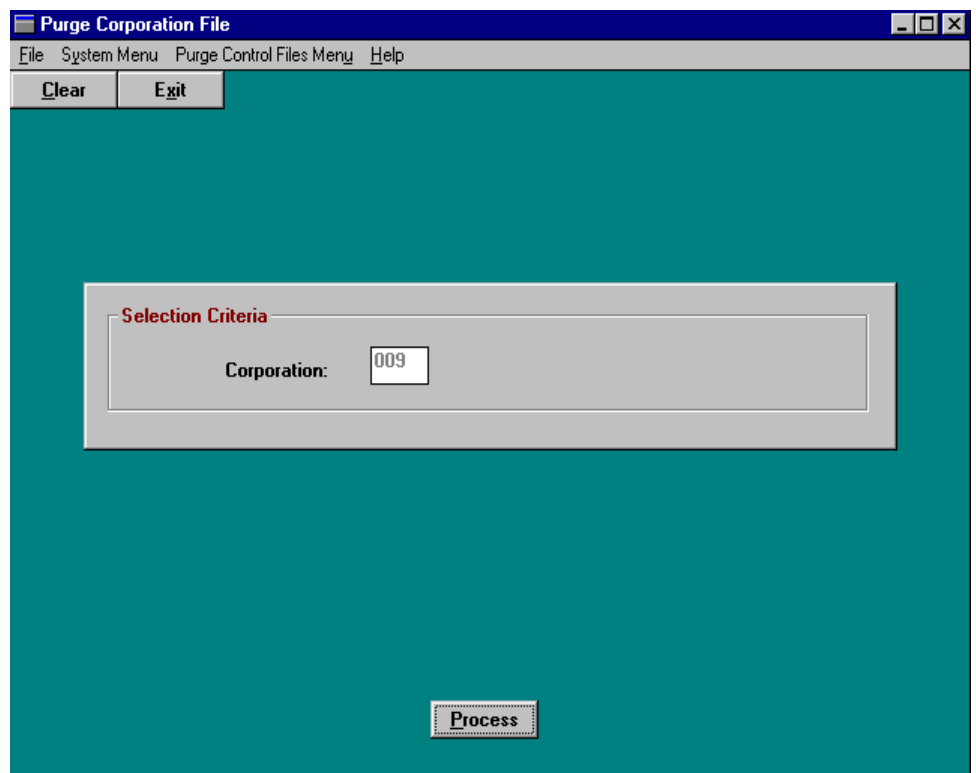 Purge Corporation File
File System Menu Purge Control Files Menu Help
Clear Exit
Selection Criteria
Corporation: 009
Process